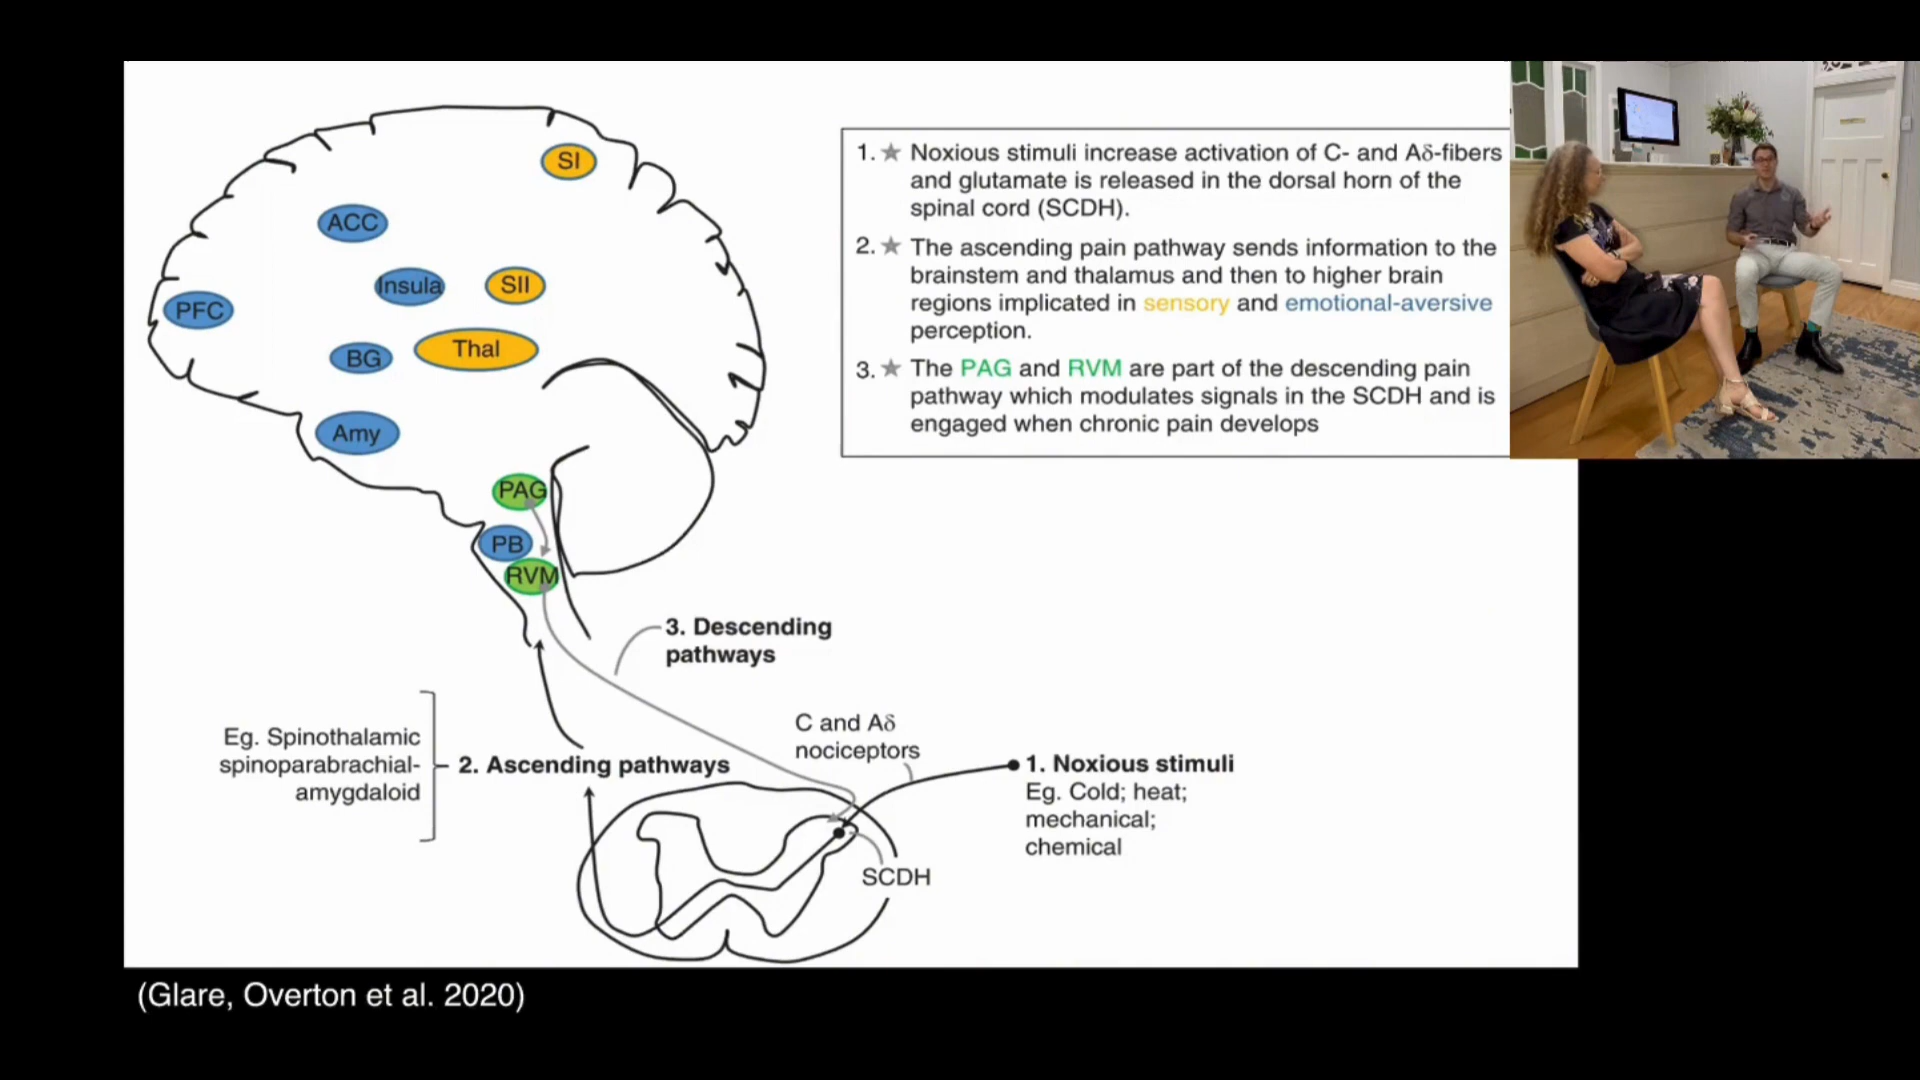 SI
ACC
Insula
SII
PFC
BG
Thal
Amy
PAG
PB
RVM
1. ★ Noxious stimuli increase activation of C- and Aδ-fibers
and glutamate is released in the dorsal horn of the
spinal cord (SCDH).
2. ★ The ascending pain pathway sends information to the
brainstem and thalamus and then to higher brain
regions implicated in sensory and emotional-aversive
perception.
3. ★ The PAG and RVM are part of the descending pain
pathway which modulates signals in the SCDH and is
engaged when chronic pain develops
3. Descending
pathways
Eg. Spinothalamic
spinoparabrachial-
amygdaloid
2. Ascending pathways
C and Aδ
nociceptors
1. Noxious stimuli
Eg. Cold; heat;
mechanical;
chemical
SCDH
(Glare, Overton et al. 2020)